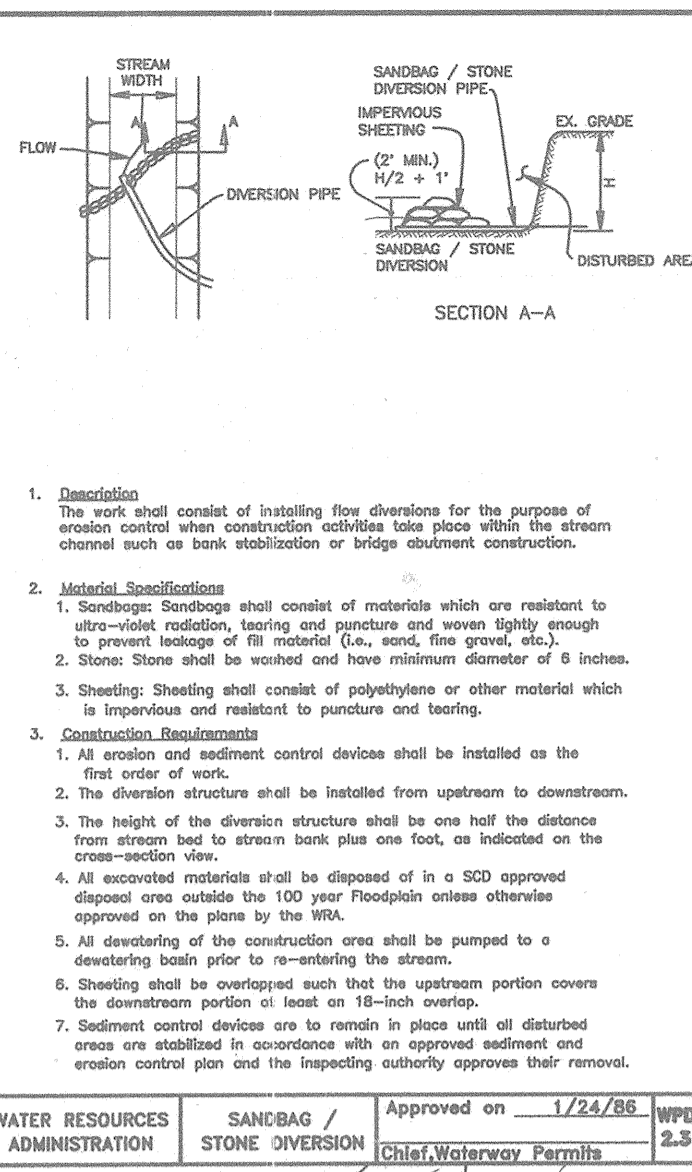 STREAM
WIDTH
A
A
FLOW
DIVERSION PIPE
SANDBAG / STONE
DIVERSION PIPE
IMPERVIOUS
SHEETING
(2' MIN.)
H/2 + 1'
EX. GRADE
H
SANDBAG / STONE
DIVERSION
DISTURBED AREA
SECTION A-A
1. Description
The work shall consist of installing flow diversions for the purpose of
erosion control when construction activities take place within the stream
channel such as bank stabilization or bridge abutment construction.
2. Material Specifications
1. Sandbags: Sandbags shall consist of materials which are resistant to
ultra-violet radiation, tearing and puncture and woven tightly enough
to prevent leakage of fill material (i.e., sand, fine gravel, etc.).
2. Stone: Stone shall be washed and have minimum diameter of 6 inches.
3. Sheeting: Sheeting shall consist of polyethylene or other material which
is impervious and resistant to puncture and tearing.
3. Construction Requirements
1. All erosion and sediment control devices shall be installed as the
first order of work.
2. The diversion structure shall be installed from upstream to downstream.
3. The height of the diversion structure shall be one half the distance
from stream bed to stream bank plus one foot, as indicated on the
cross-section view.
4. All excavated materials shall be disposed of in a SCD approved
disposal area outside the 100 year Floodplain onless otherwise
approved on the plans by the WRA.
5. All dewatering of the construction area shall be pumped to a
dewatering basin prior to re-entering the stream.
6. Sheeting shall be overlapped such that the upstream portion covers
the downstream portion at least an 18-inch overlap.
7. Sediment control devices are to remain in place until all disturbed
areas are stabilized in accordance with an approved sediment and
erosion control plan and the inspecting authority approves their removal.
WATER RESOURCES
ADMINISTRATION
SANDBAG /
STONE DIVERSION
Approved on 1/24/86
Chief,Waterway Permits
WPD
2.3